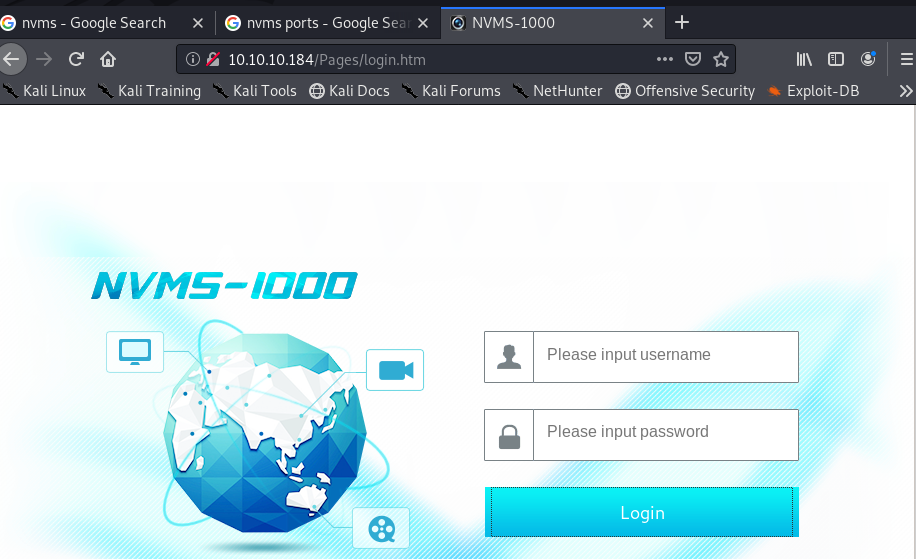 nvms - Google Search
nvms ports - Google Sear
NVMS-1000
10.10.10.184/Pages/login.htm
Kali Linux
Kali Training
Kali Tools
Kali Docs
Kali Forums
NetHunter
Offensive Security
Exploit-DB
NVMS-1000
Please input username
Please input password
Login